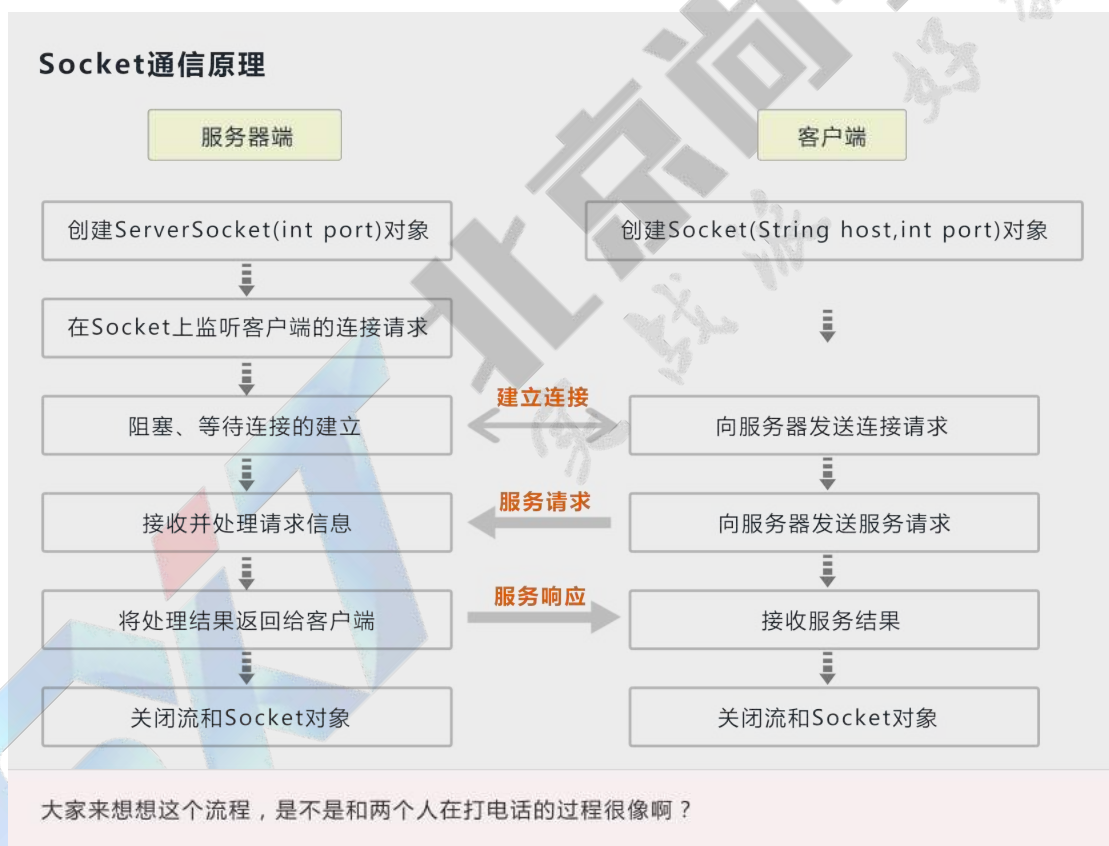 Socket通信原理
服务器端
客户端
创建ServerSocket(int port)对象
创建Socket(String host,int port)对象
在Socket上监听客户端的连接请求
建立连接
阻塞、等待连接的建立
向服务器发送连接请求
服务请求
接收并处理请求信息
向服务器发送服务请求
服务响应
将处理结果返回给客户端
接收服务结果
关闭流和Socket对象
关闭流和Socket对象
大家来想想这个流程，是不是和两个人在打电话的过程很像啊？
北京尚